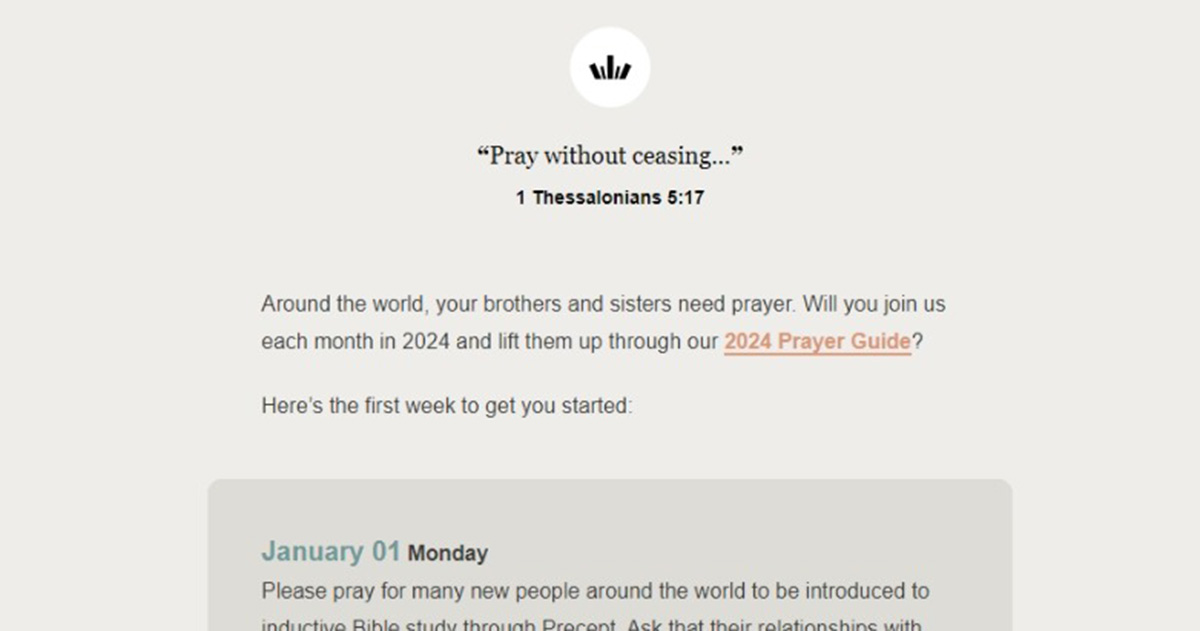 “Pray without ceasing...”
1 Thessalonians 5:17
Around the world, your brothers and sisters need prayer. Will you join us
each month in 2024 and lift them up through our 2024 Prayer Guide?
Here’s the first week to get you started:
January 01 Monday
Please pray for many new people around the world to be introduced to
inductive Bible study through Precept. Ask that their relationships with